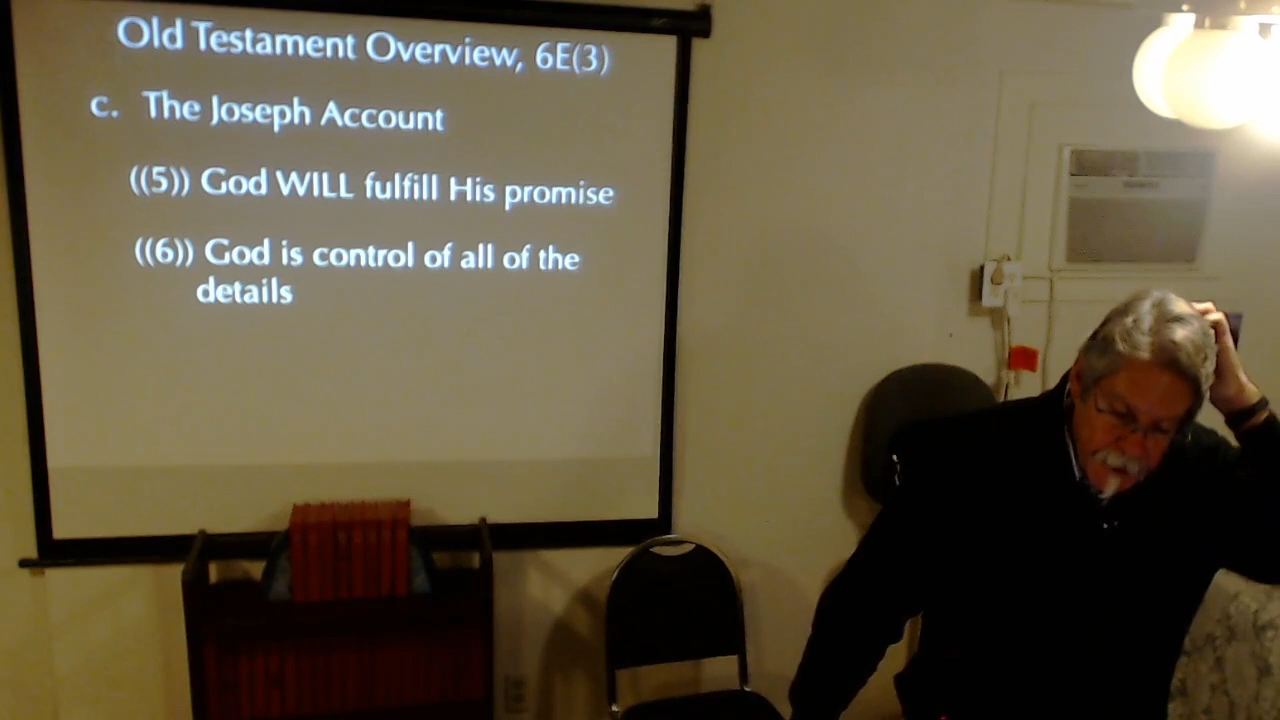 Old Testament Overview, 6E(3)
c. The Joseph Account
((5)) God WILL fulfill His promise
((6)) God is control of all of the
details